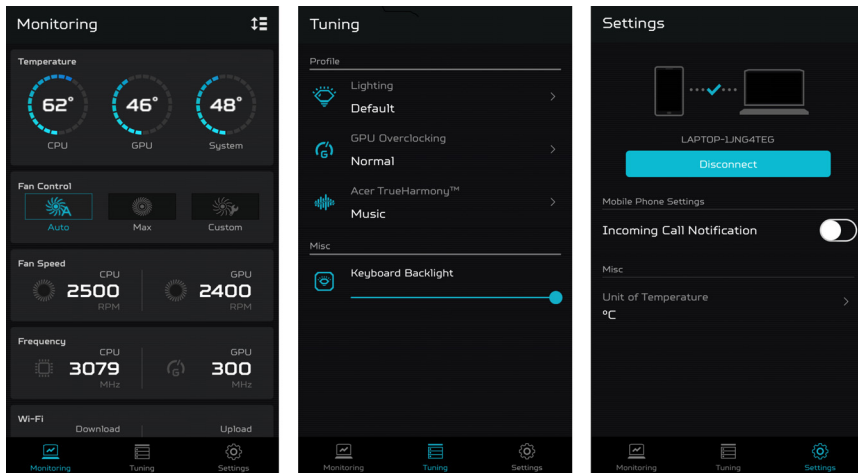 Monitoring
Temperature
62° 46° 48°
CPU GPU System
Fan Control
Auto Max Custom
Fan Speed
CPU GPU
2500 2400
RPM RPM
Frequency
CPU GPU
3079 300
MHz MHz
Wi-Fi
Download Upload
Monitoring Tuning Settings
Tuning
Profile
Lighting
Default
GPU Overclocking
Normal
Acer TrueHarmony™
Music
Misc
Keyboard Backlight
Monitoring Tuning Settings
Settings
LAPTOP-1JNG4TEG
Disconnect
Mobile Phone Settings
Incoming Call Notification
Misc
Unit of Temperature
°C
Monitoring Tuning Settings